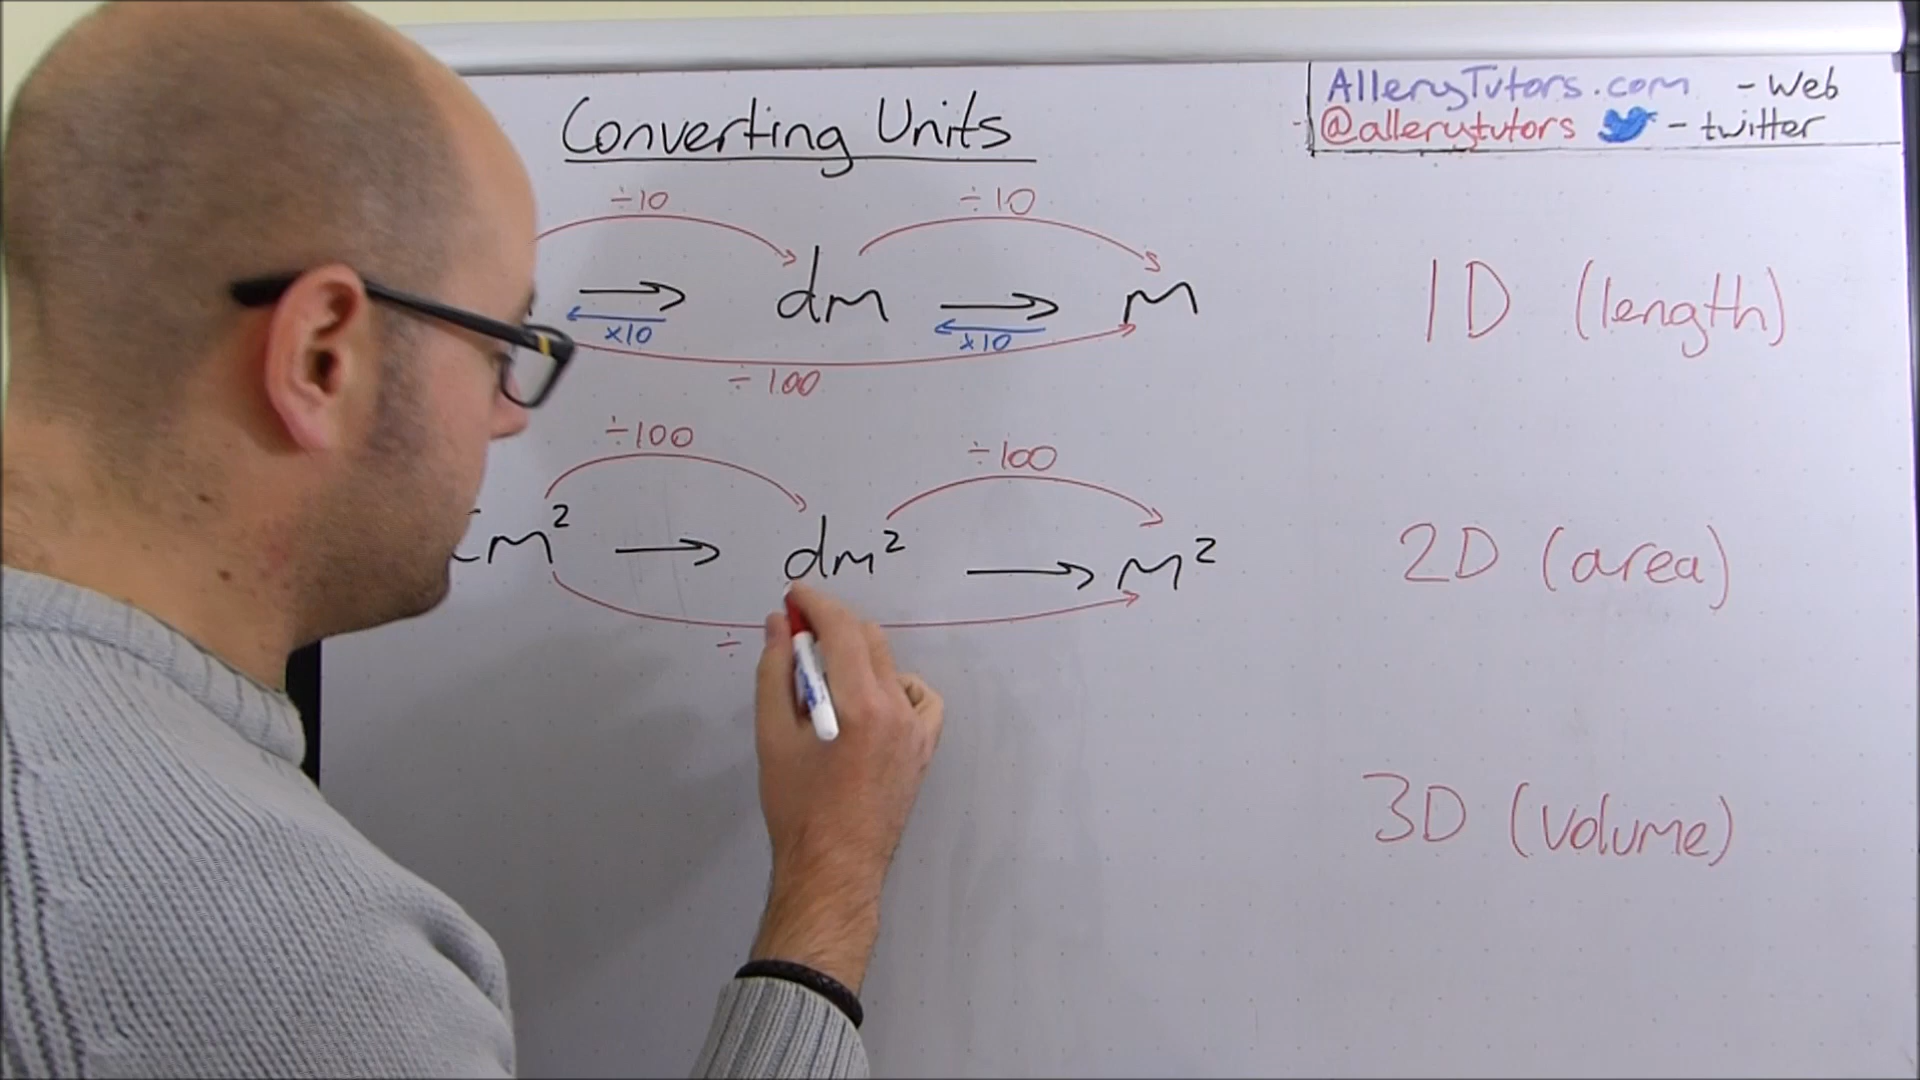 AlleryTutors.com - Web
@allerytutors - twitter
Converting Units
÷10 ÷10
dm m 1D (length)
x10 x10
÷100
÷100 ÷100
cm² → dm² → m² 2D (area)
÷
3D (volume)